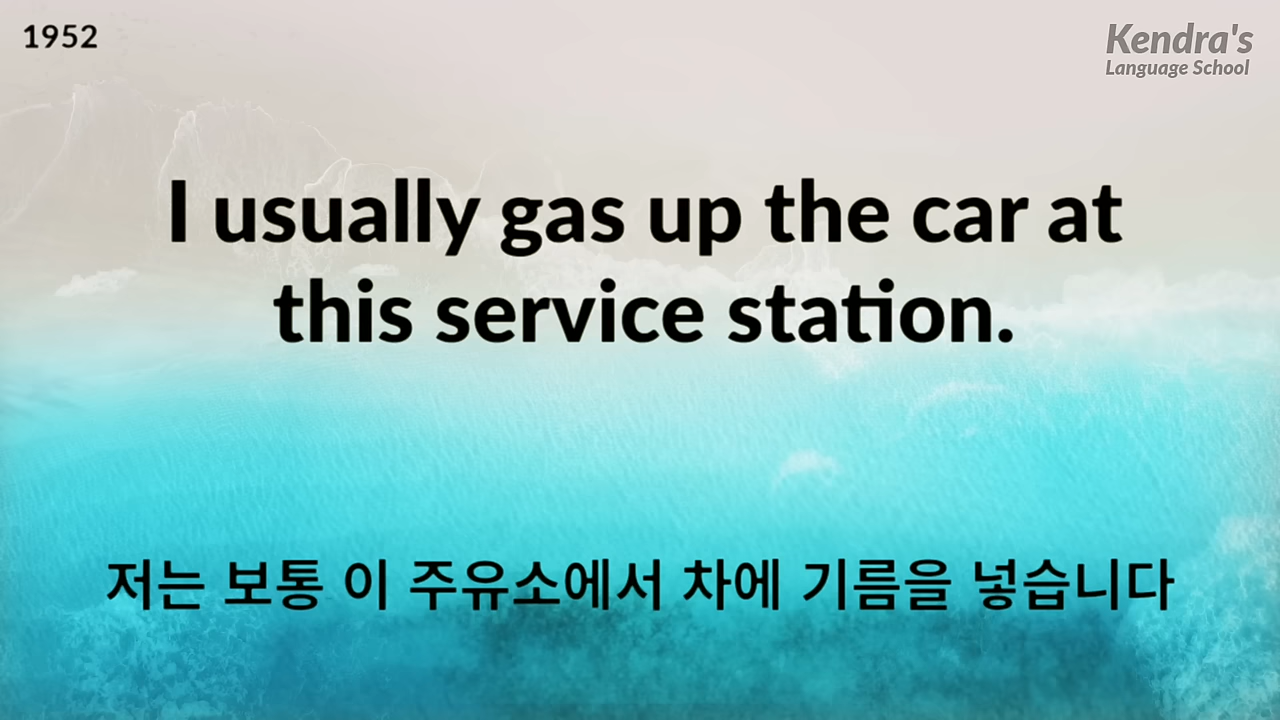 1952
Kendra's
Language School
I usually gas up the car at
this service station.
저는 보통 이 주유소에서 차에 기름을 넣습니다